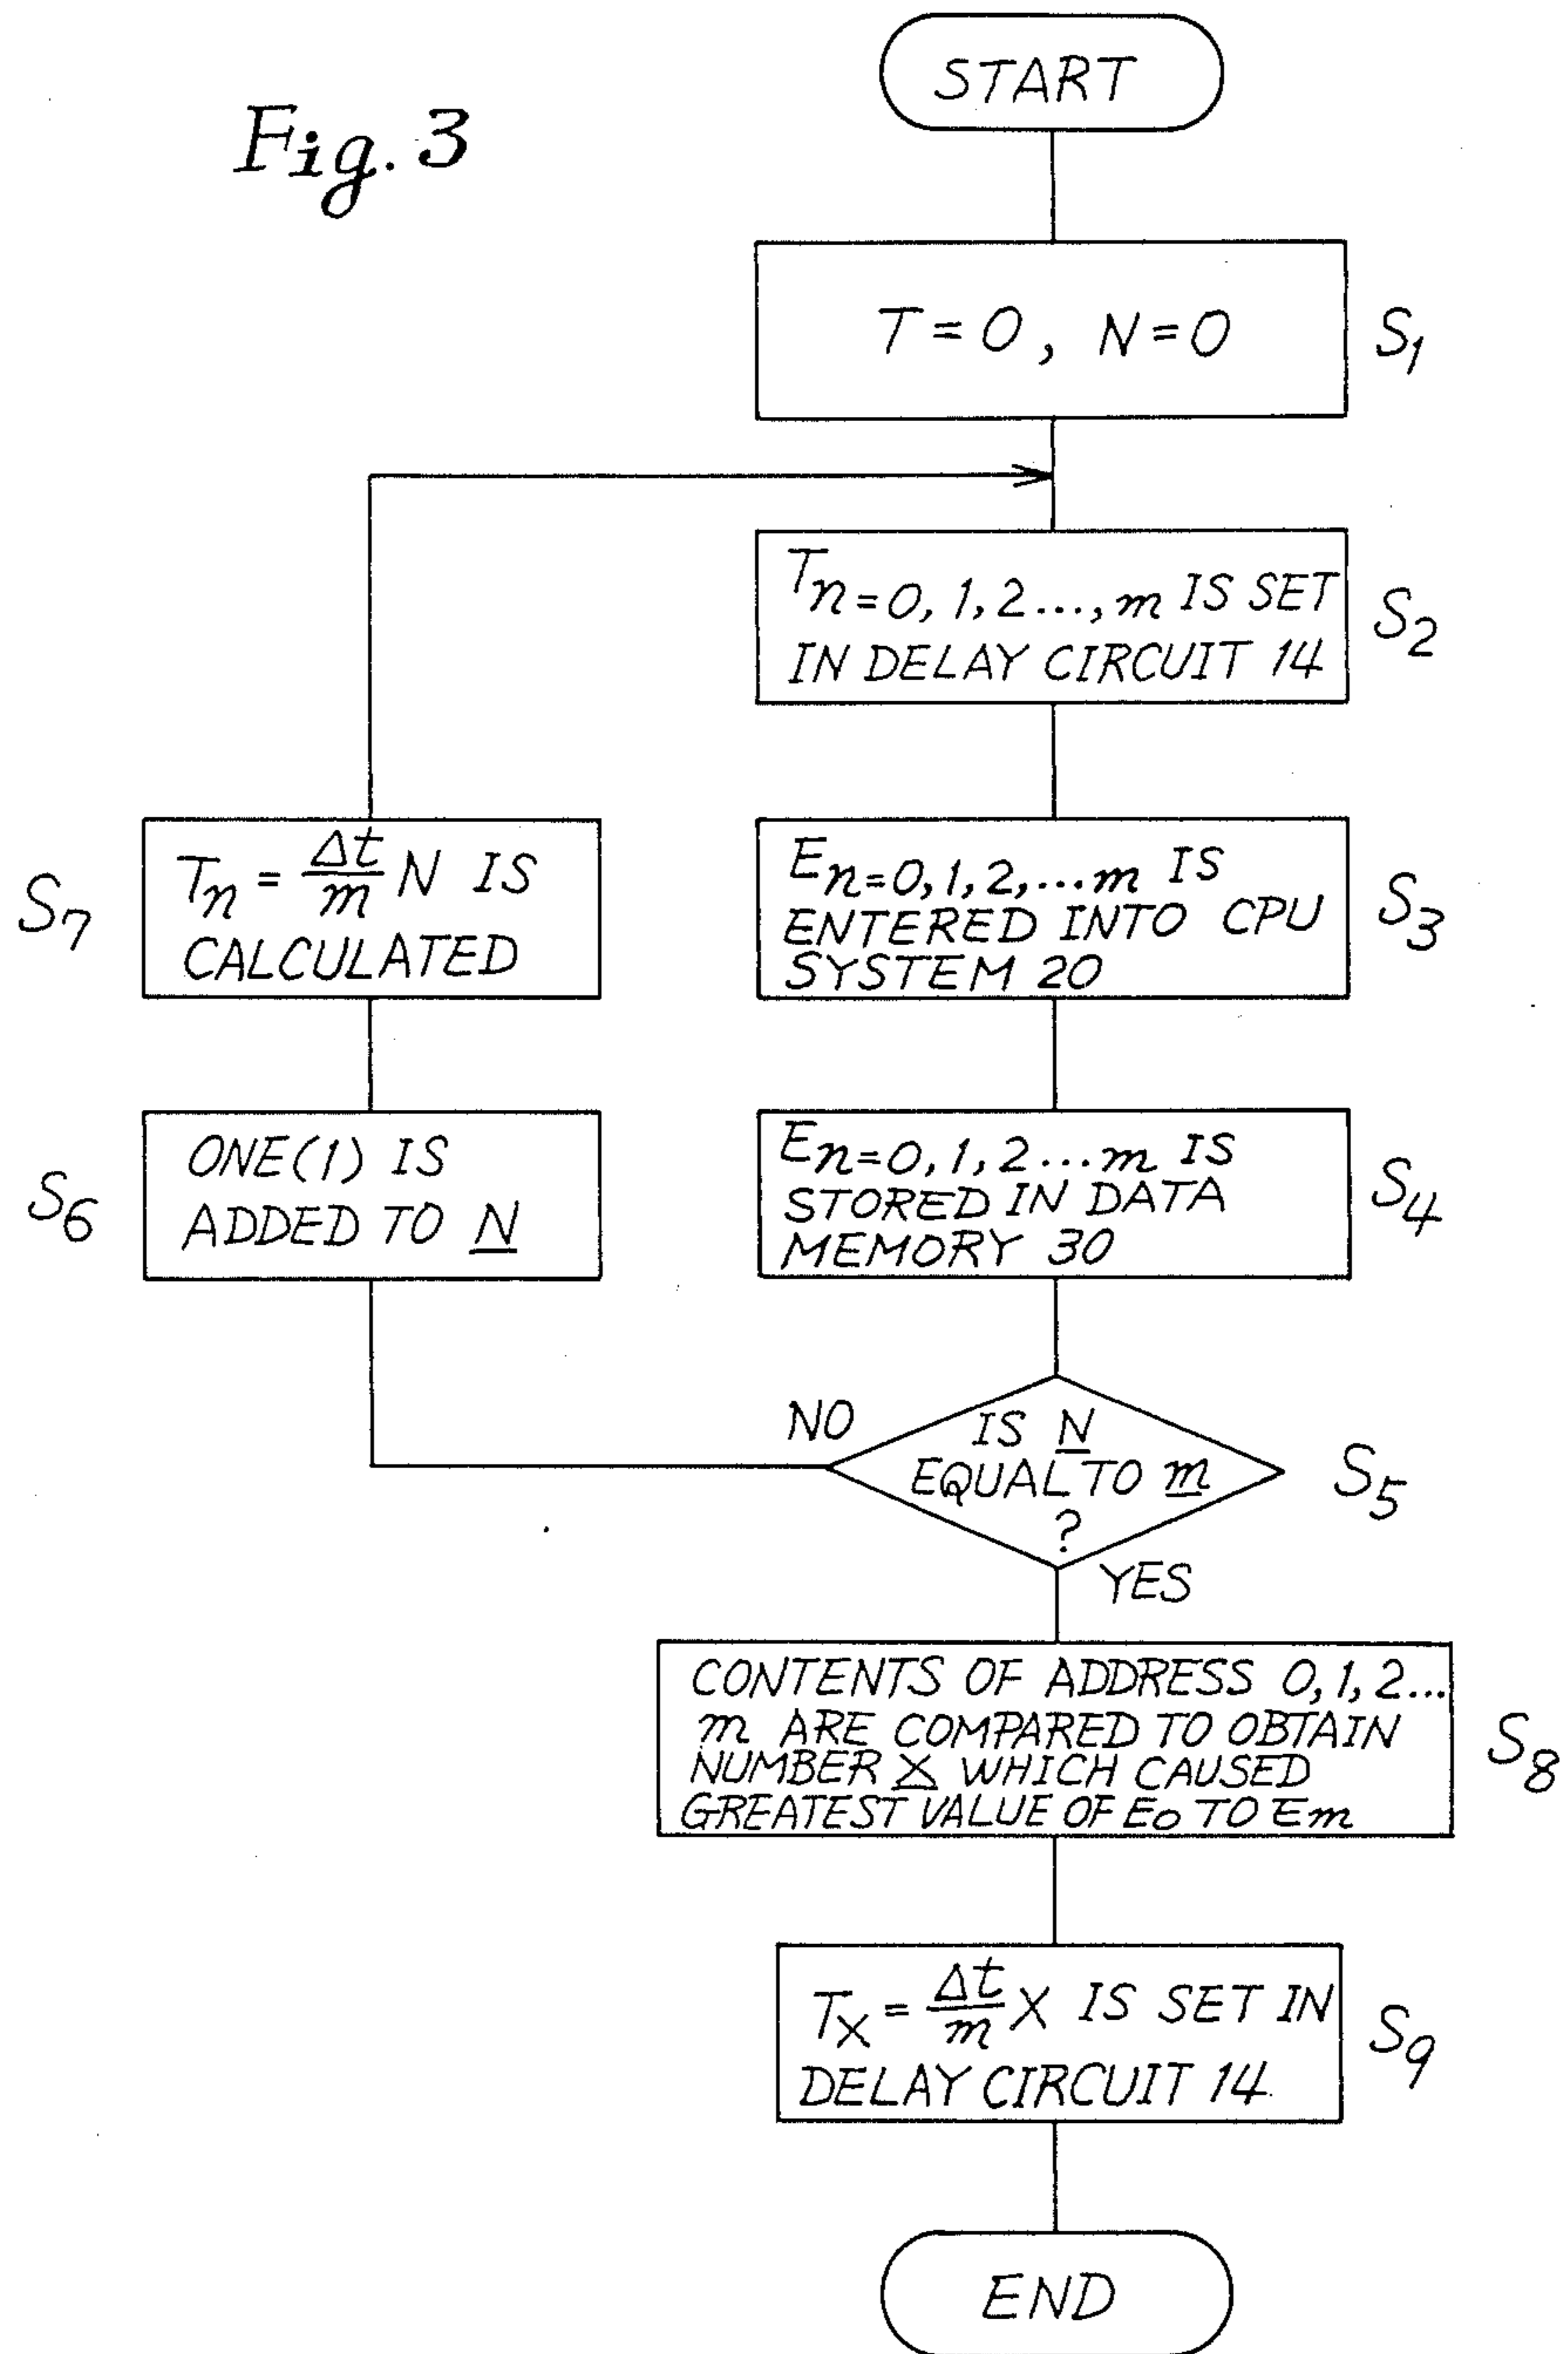 Fig. 3
START
T = 0, N = 0
S1
Tn = 0, 1, 2..., m IS SET
IN DELAY CIRCUIT 14
S2
En=0,1,2,...m IS
ENTERED INTO CPU
SYSTEM 20
S3
S7
Tn = Δt/m N IS
CALCULATED
En=0,1,2...m IS
STORED IN DATA
MEMORY 30
S4
S6
ONE(1) IS
ADDED TO N
NO
IS N
EQUAL TO m
?
S5
YES
CONTENTS OF ADDRESS 0,1,2...
m ARE COMPARED TO OBTAIN
NUMBER X WHICH CAUSED
GREATEST VALUE OF E0 TO Em
S8
TX = Δt/m X IS SET IN
DELAY CIRCUIT 14
S9
END